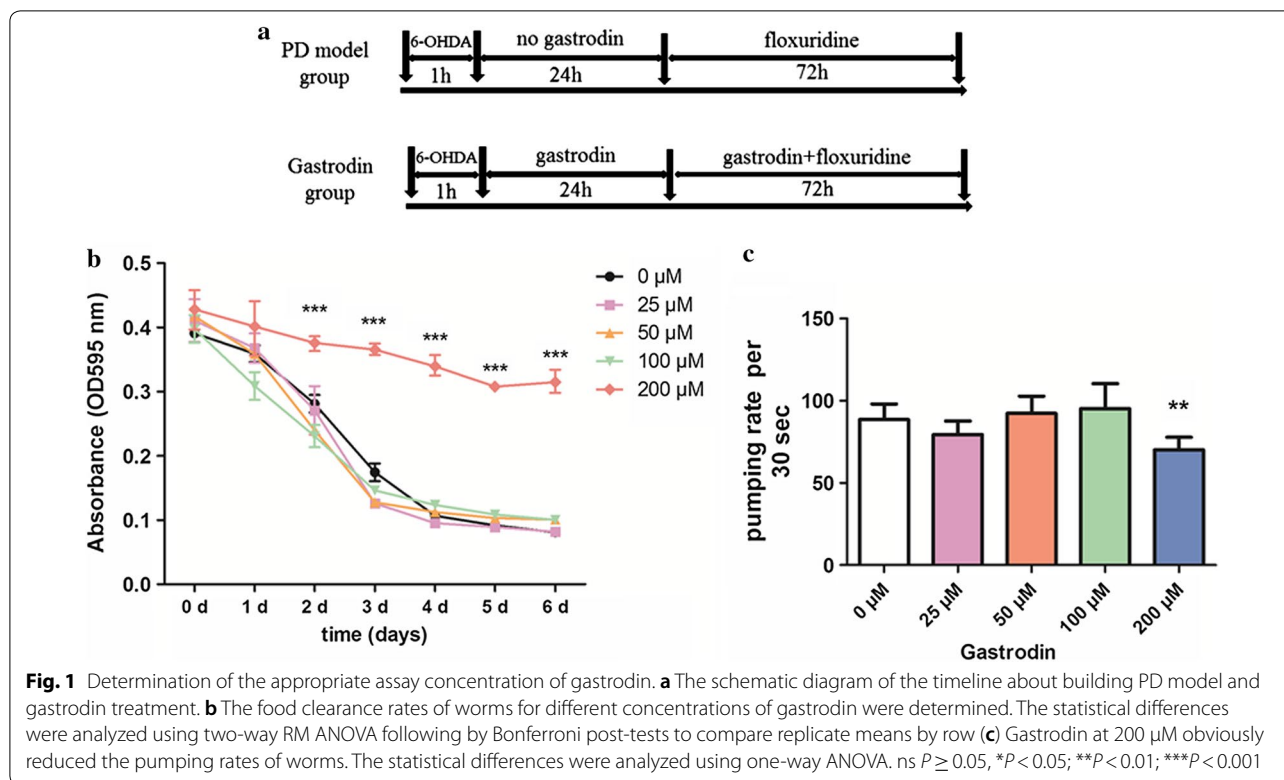 a
PD model
group
6-OHDA
no gastrodin
floxuridine
1h
24h
72h
Gastrodin
group
6-OHDA
gastrodin
gastrodin+floxuridine
1h
24h
72h
b
Absorbance (OD595 nm)
0.5
0.4
0.3
0.2
0.1
0.0
*** *** *** *** ***
0 d 1 d 2 d 3 d 4 d 5 d 6 d
time (days)
0 µM
25 µM
50 µM
100 µM
200 µM
c
pumping rate per
30 sec
150
100
50
0
**
0 µM 25 µM 50 µM 100 µM 200 µM
Gastrodin
Fig. 1 Determination of the appropriate assay concentration of gastrodin. a The schematic diagram of the timeline about building PD model and
gastrodin treatment. b The food clearance rates of worms for different concentrations of gastrodin were determined. The statistical differences
were analyzed using two-way RM ANOVA following by Bonferroni post-tests to compare replicate means by row (c) Gastrodin at 200 µM obviously
reduced the pumping rates of worms. The statistical differences were analyzed using one-way ANOVA. ns P ≥ 0.05, *P < 0.05; **P < 0.01; ***P < 0.001